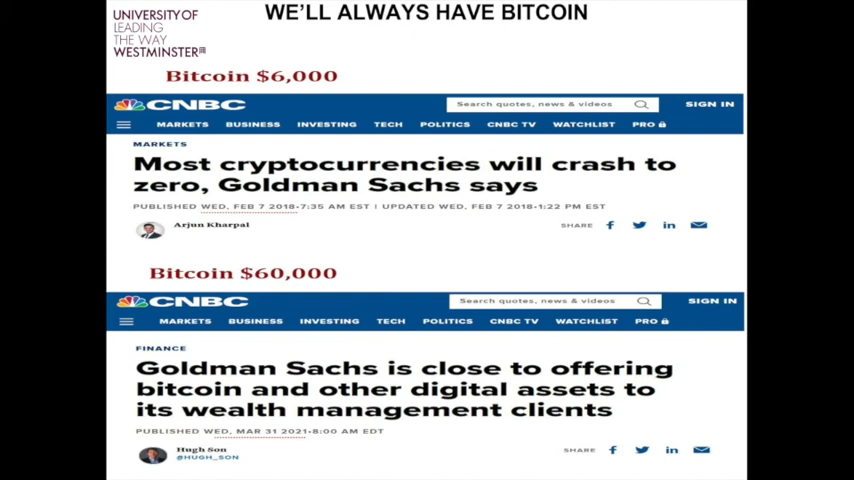 WE'LL ALWAYS HAVE BITCOIN
UNIVERSITY OF
LEADING
THE WAY
WESTMINSTER
Bitcoin $6,000
CNBC
Search quotes, news & videos
SIGN IN
MARKETS BUSINESS INVESTING TECH POLITICS CNBC TV WATCHLIST PRO
MARKETS
Most cryptocurrencies will crash to
zero, Goldman Sachs says
PUBLISHED WED, FEB 7 2018•7:35 AM EST | UPDATED WED, FEB 7 2018•1:22 PM EST
Arjun Kharpal
SHARE f in
Bitcoin $60,000
CNBC
Search quotes, news & videos
SIGN IN
MARKETS BUSINESS INVESTING TECH POLITICS CNBC TV WATCHLIST PRO
FINANCE
Goldman Sachs is close to offering
bitcoin and other digital assets to
its wealth management clients
PUBLISHED WED, MAR 31 2021•8:00 AM EDT
Hugh Son
@HUGH_SON
SHARE f in